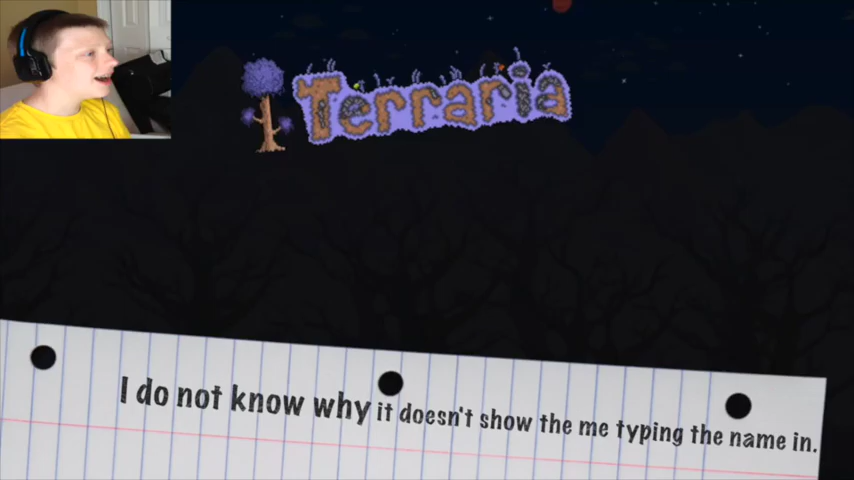 Terraria
I do not know why it doesn't show the me typing the name in.